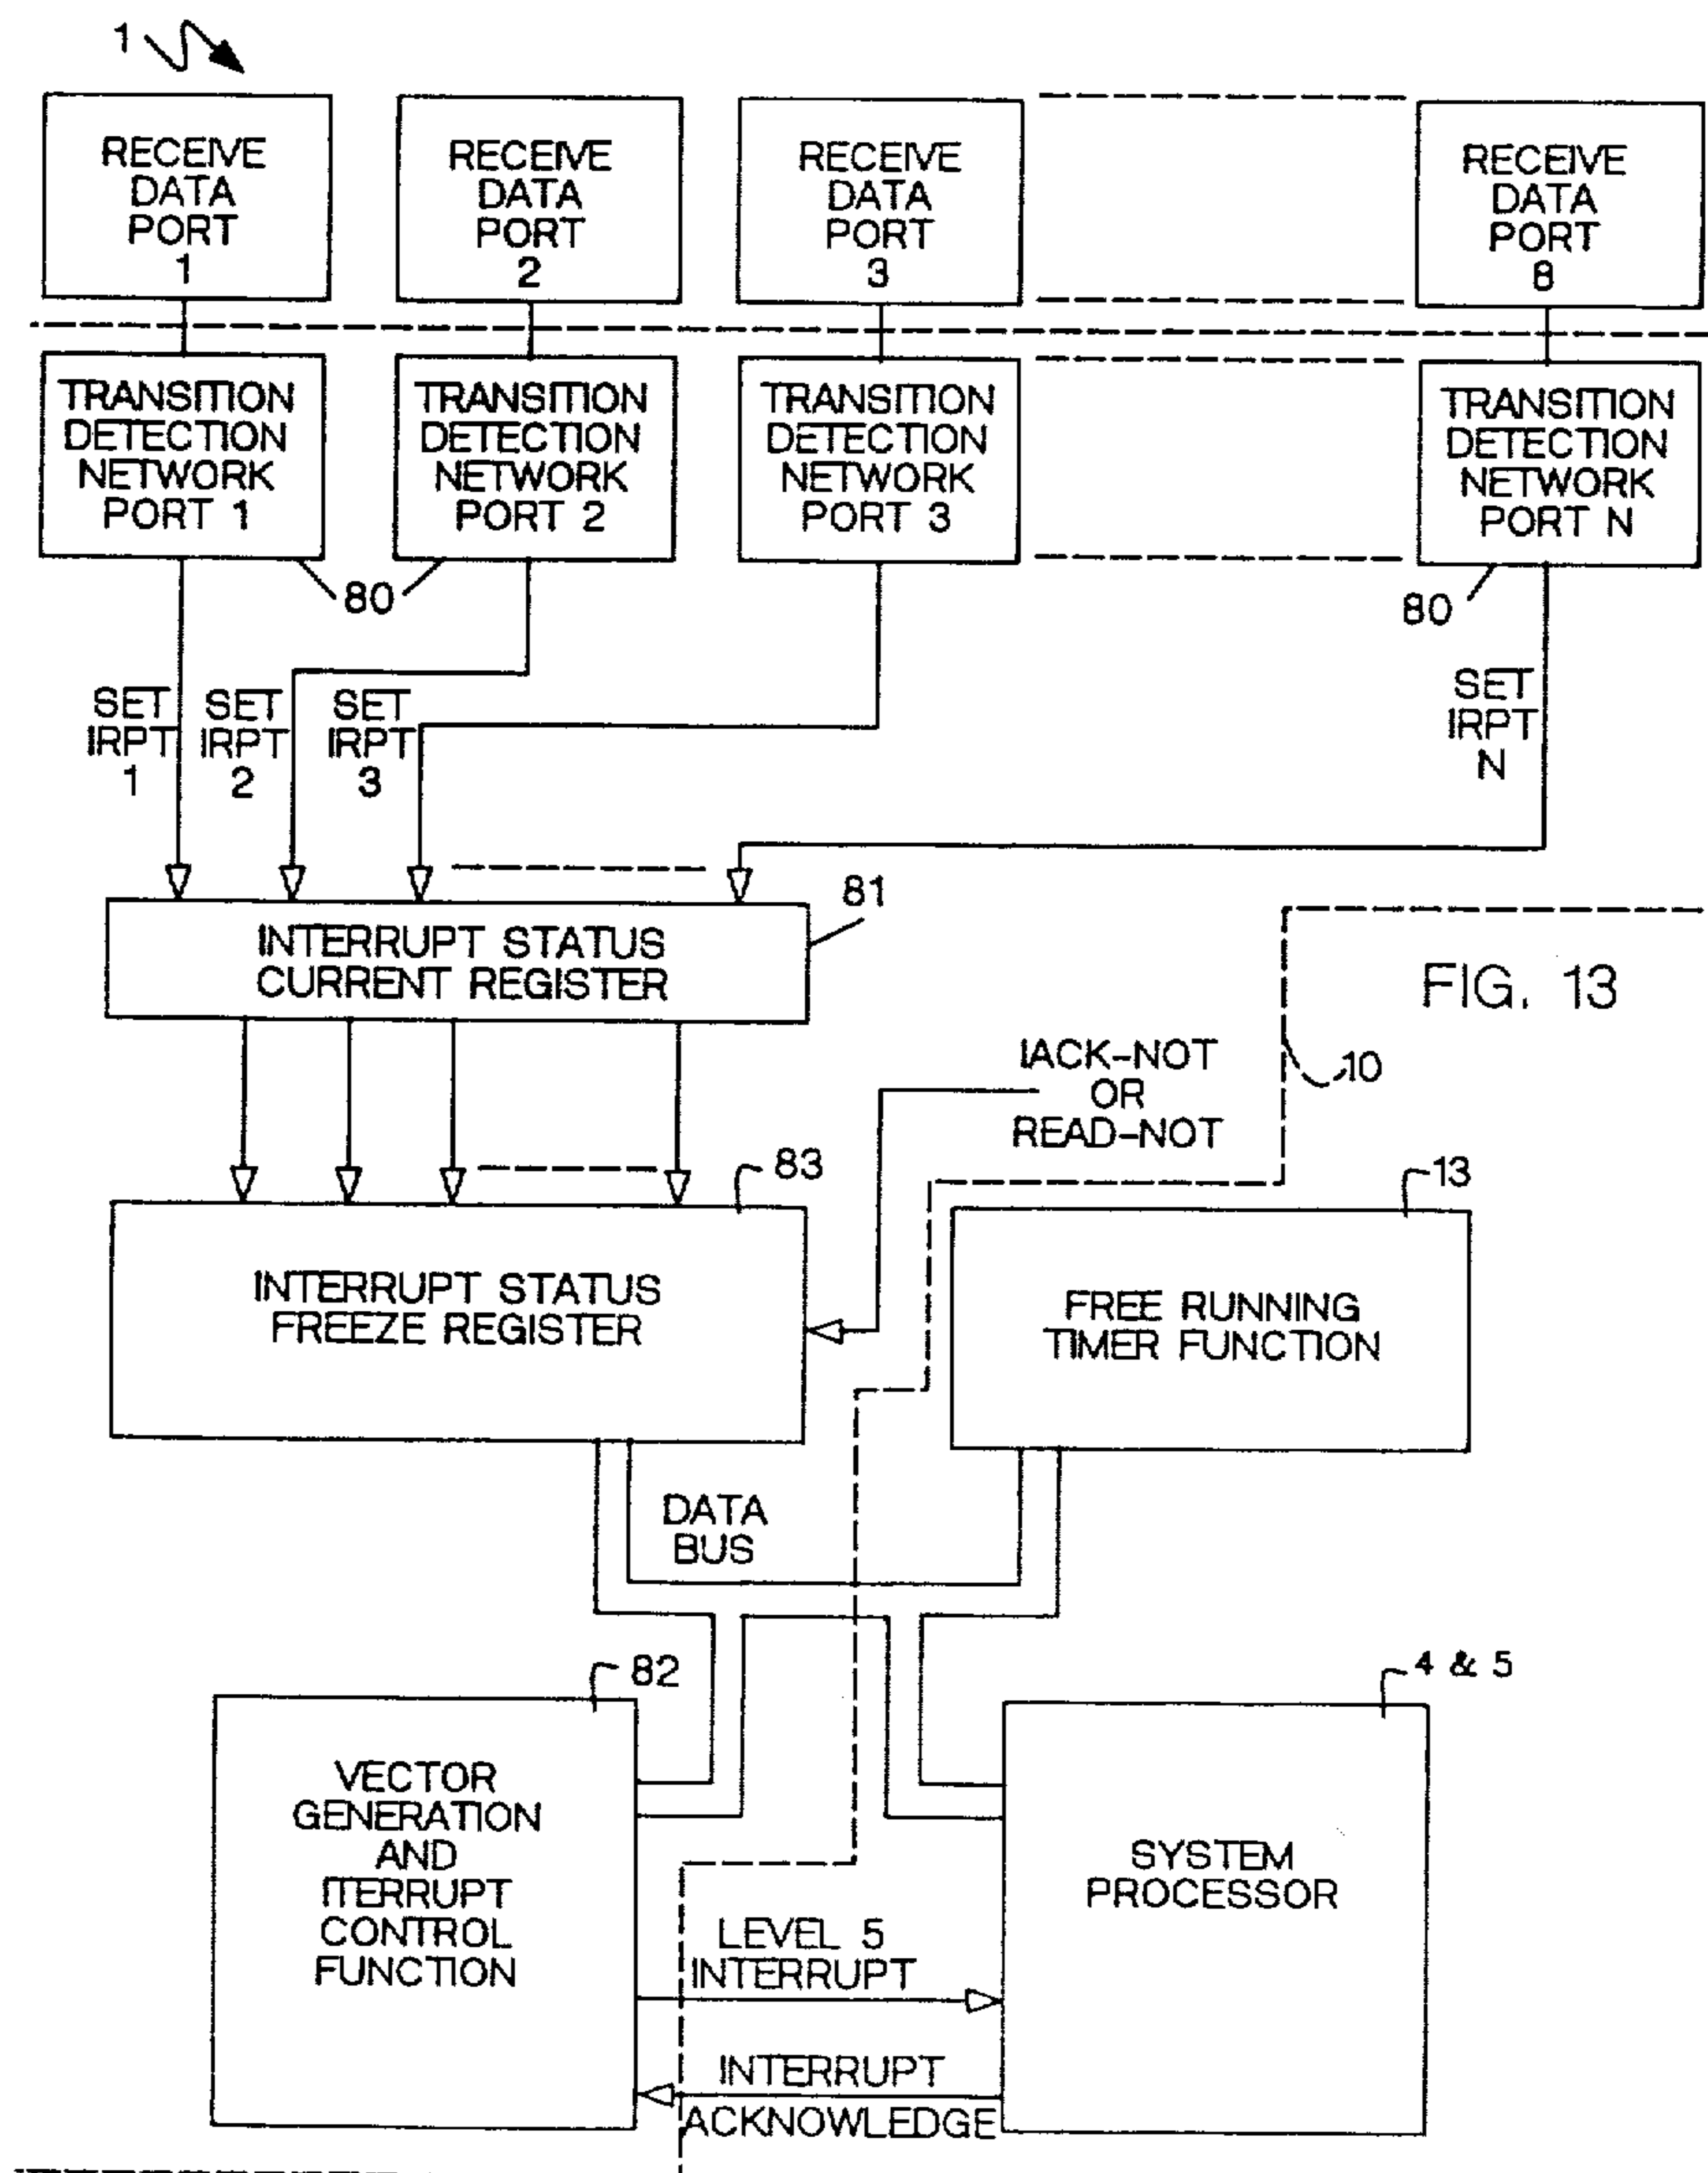 1
RECEIVE
DATA
PORT
1
RECEIVE
DATA
PORT
2
RECEIVE
DATA
PORT
3
RECEIVE
DATA
PORT
8
TRANSITION
DETECTION
NETWORK
PORT 1
TRANSITION
DETECTION
NETWORK
PORT 2
TRANSITION
DETECTION
NETWORK
PORT 3
TRANSITION
DETECTION
NETWORK
PORT N
80
80
SET
IRPT
1
SET
IRPT
2
SET
IRPT
3
SET
IRPT
N
81
INTERRUPT STATUS
CURRENT REGISTER
FIG. 13
IACK-NOT
OR
READ-NOT
10
83
13
INTERRUPT STATUS
FREEZE REGISTER
FREE RUNNING
TIMER FUNCTION
DATA
BUS
82
4 & 5
VECTOR
GENERATION
AND
ITERRUPT
CONTROL
FUNCTION
SYSTEM
PROCESSOR
LEVEL 5
INTERRUPT
INTERRUPT
ACKNOWLEDGE